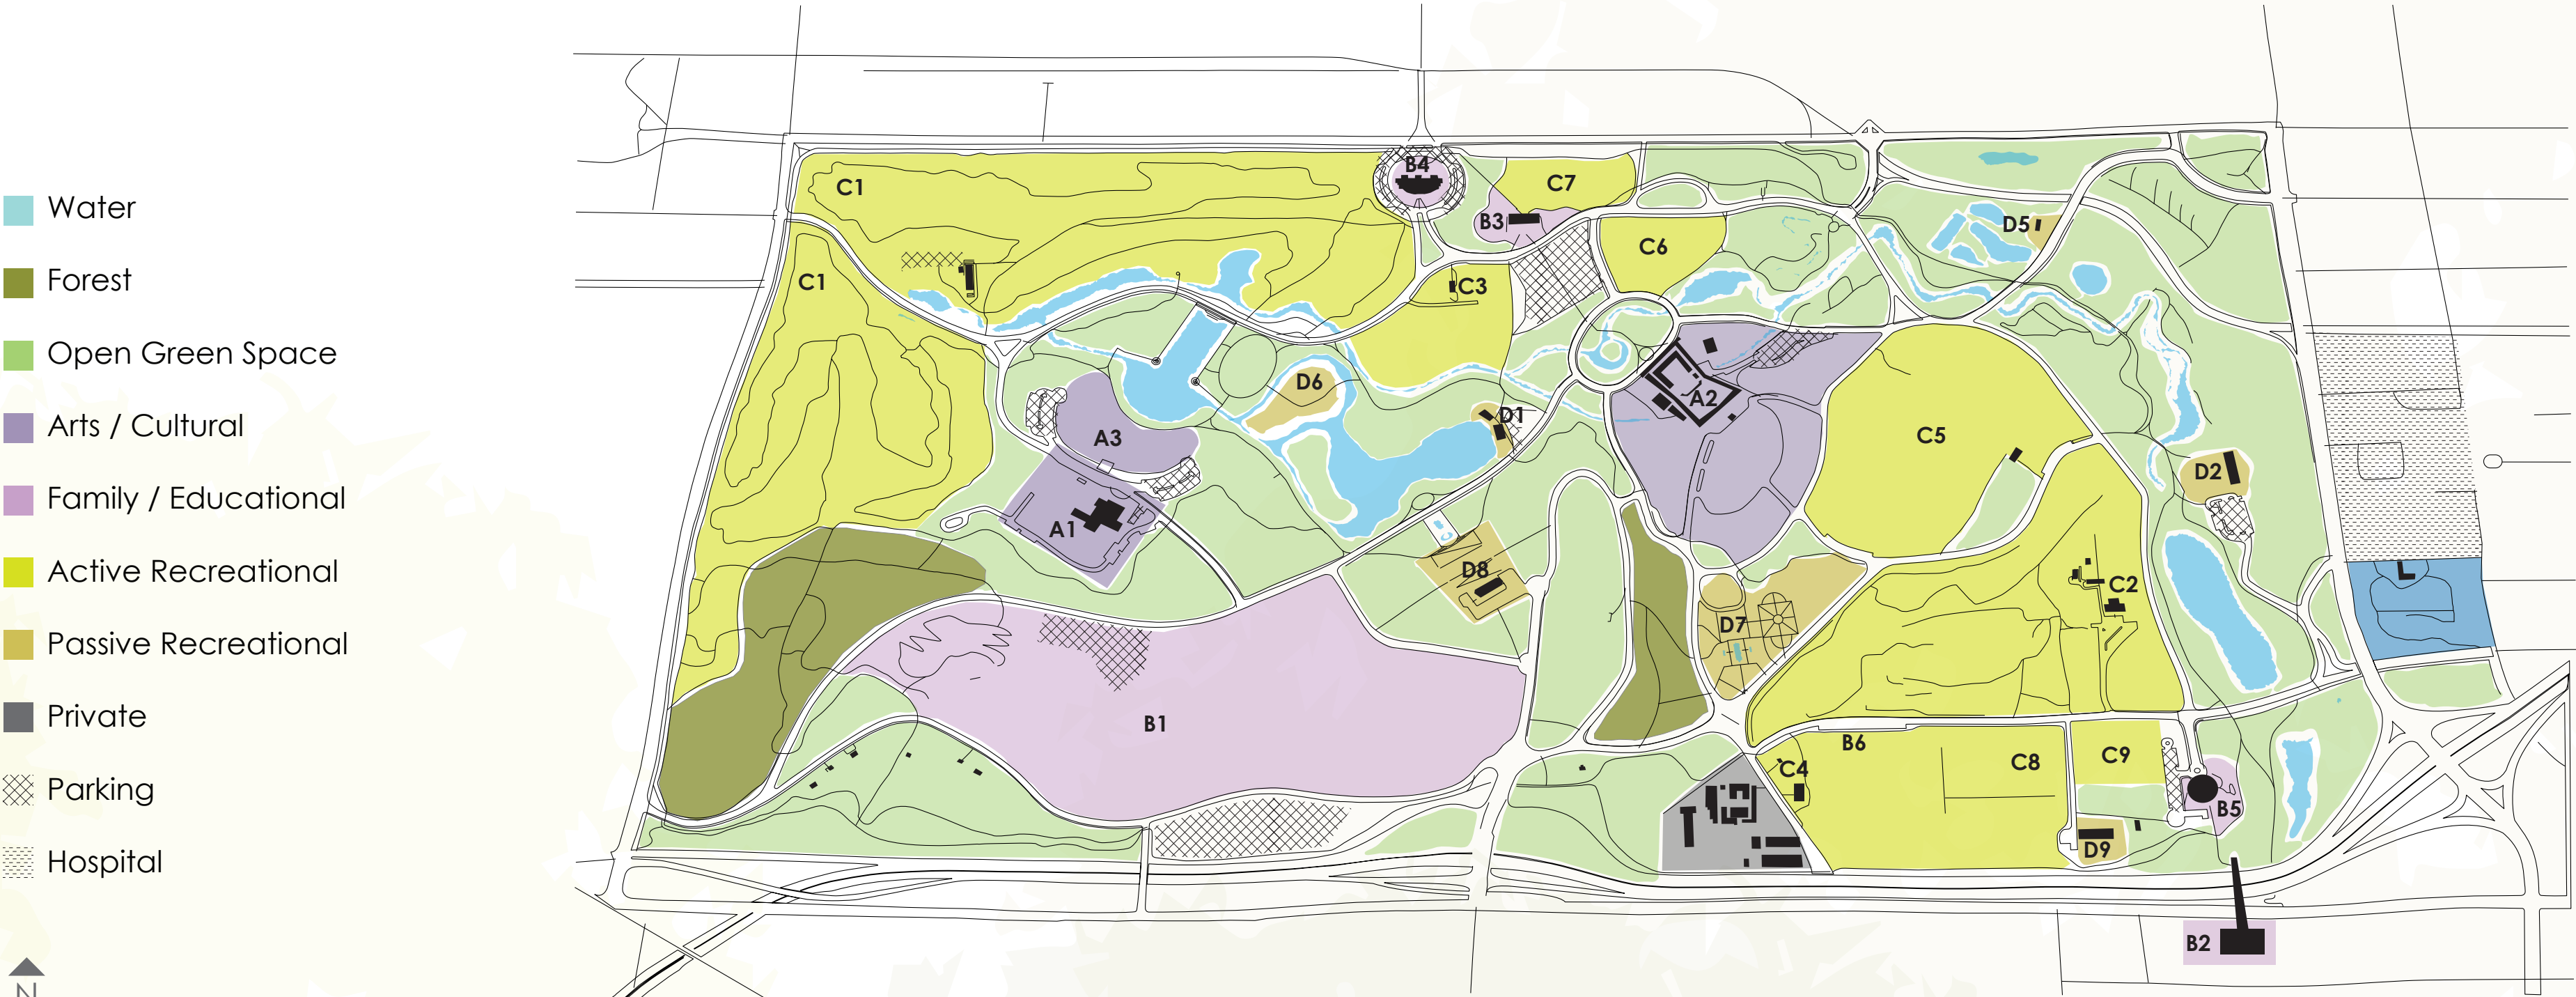 Water
Forest
Open Green Space
Arts / Cultural
Family / Educational
Active Recreational
Passive Recreational
Private
Parking
Hospital
N
B4
C1
C7
B3
D5
C6
C1
C3
D6
A2
D1
A3
C5
D2
A1
D8
C2
D7
B1
B6
C9
C8
C4
B5
D9
B2